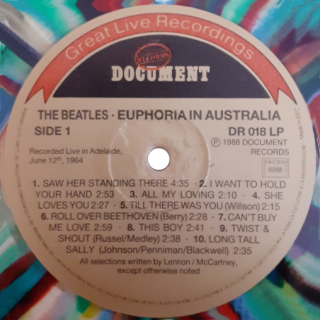 Great Live Recordings
RECORDS
DOCUMENT
THE BEATLES · EUPHORIA IN AUSTRALIA
SIDE 1
DR 018 LP
Recorded Live in Adelaide,
June 12th, 1964
℗ 1988 DOCUMENT
RECORDS
1. SAW HER STANDING THERE 4:35 · 2. I WANT TO HOLD
YOUR HAND 2:53 · 3. ALL MY LOVING 2:10 · 4. SHE
LOVES YOU 2:27 · 5. TILL THERE WAS YOU (Willson) 2:15
6. ROLL OVER BEETHOVEN (Berry) 2:28 · 7. CAN'T BUY
ME LOVE 2:59 · 8. THIS BOY 2:41 · 9. TWIST &
SHOUT (Russel/Medley) 2:38 · 10. LONG TALL
SALLY (Johnson/Penniman/Blackwell) 2:35
All selections written by Lennon / McCartney,
except otherwise noted